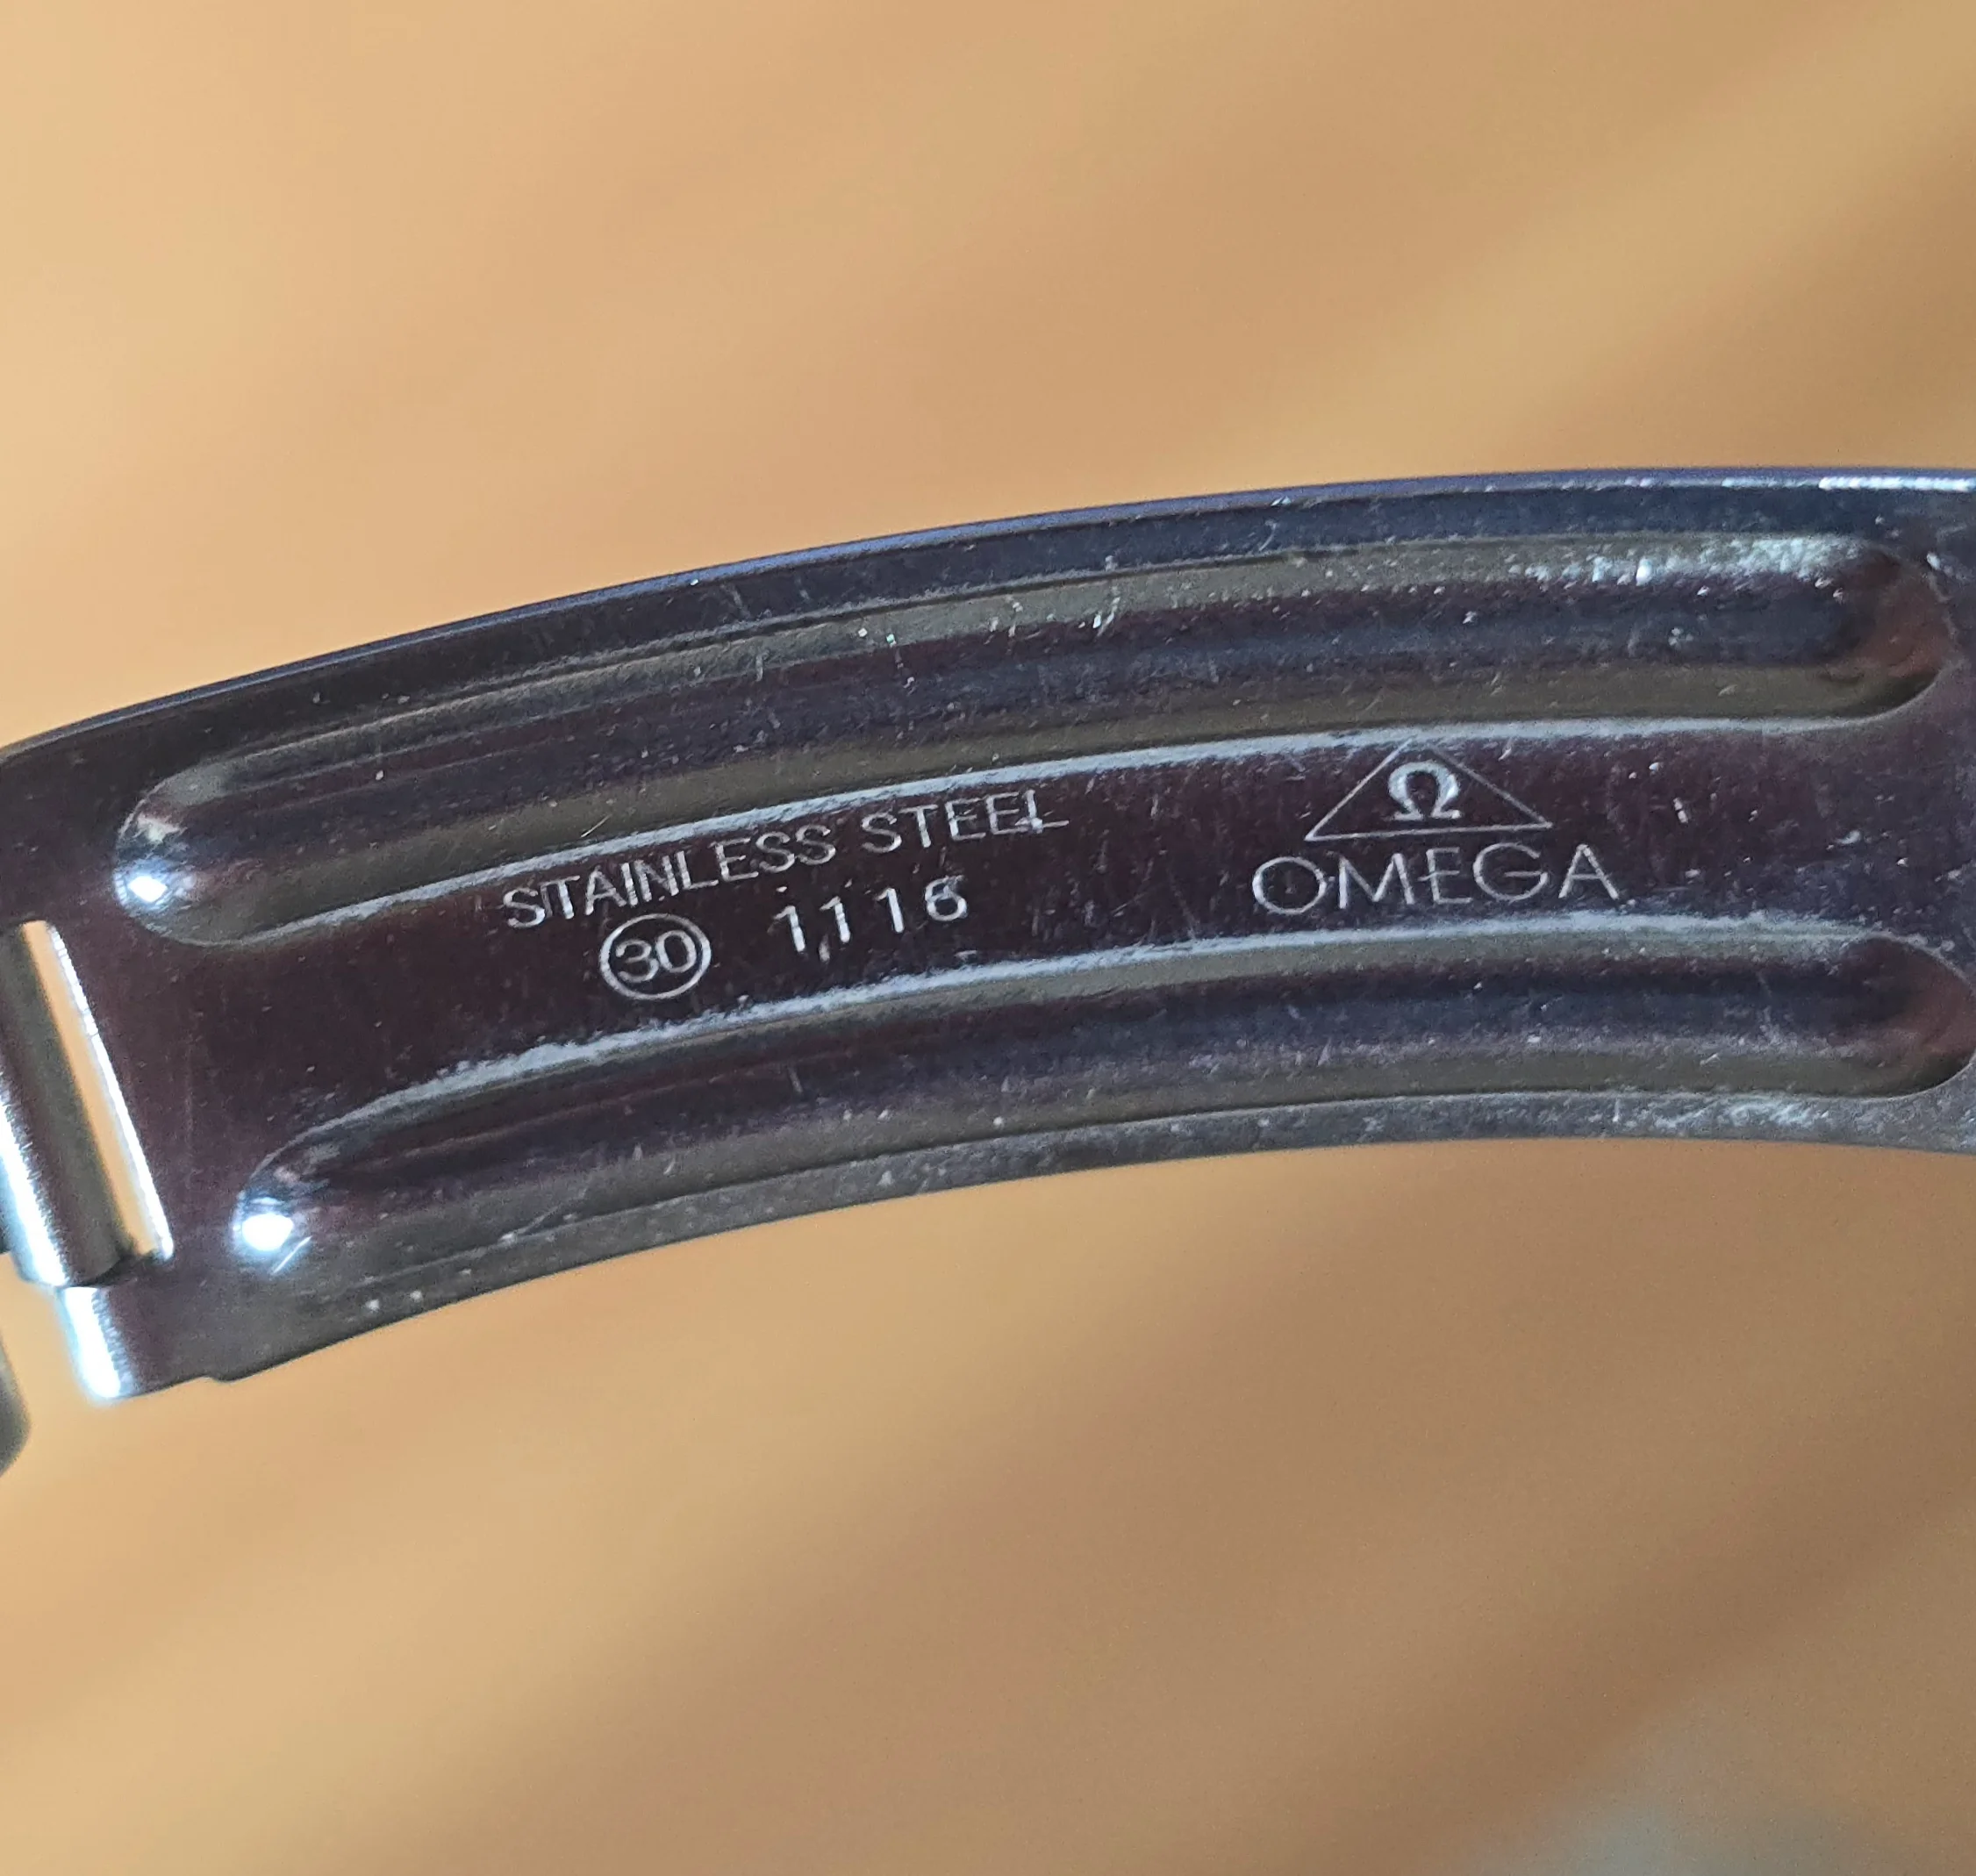 STAINLESS STEEL
30 1116
Ω
OMEGA